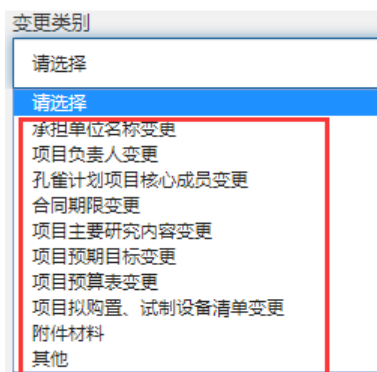 变更类别
请选择
请选择
承担单位名称变更
项目负责人变更
孔雀计划项目核心成员变更
合同期限变更
项目主要研究内容变更
项目预期目标变更
项目预算表变更
项目拟购置、试制设备清单变更
附件材料
其他